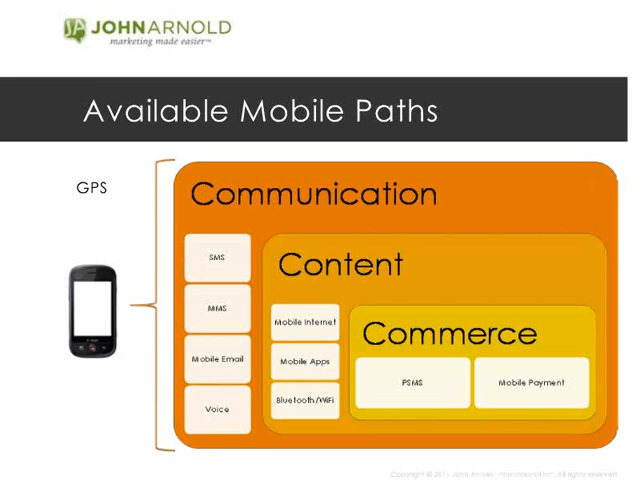 JA JOHNARNOLD
marketing made easier™
Available Mobile Paths
GPS
Communication
SMS
MMS
Mobile Email
Voice
Content
Mobile Internet
Mobile Apps
Bluetooth/WiFi
Commerce
PSMS
Mobile Payment
Copyright © 2011 John Arnold International Inc., All rights reserved